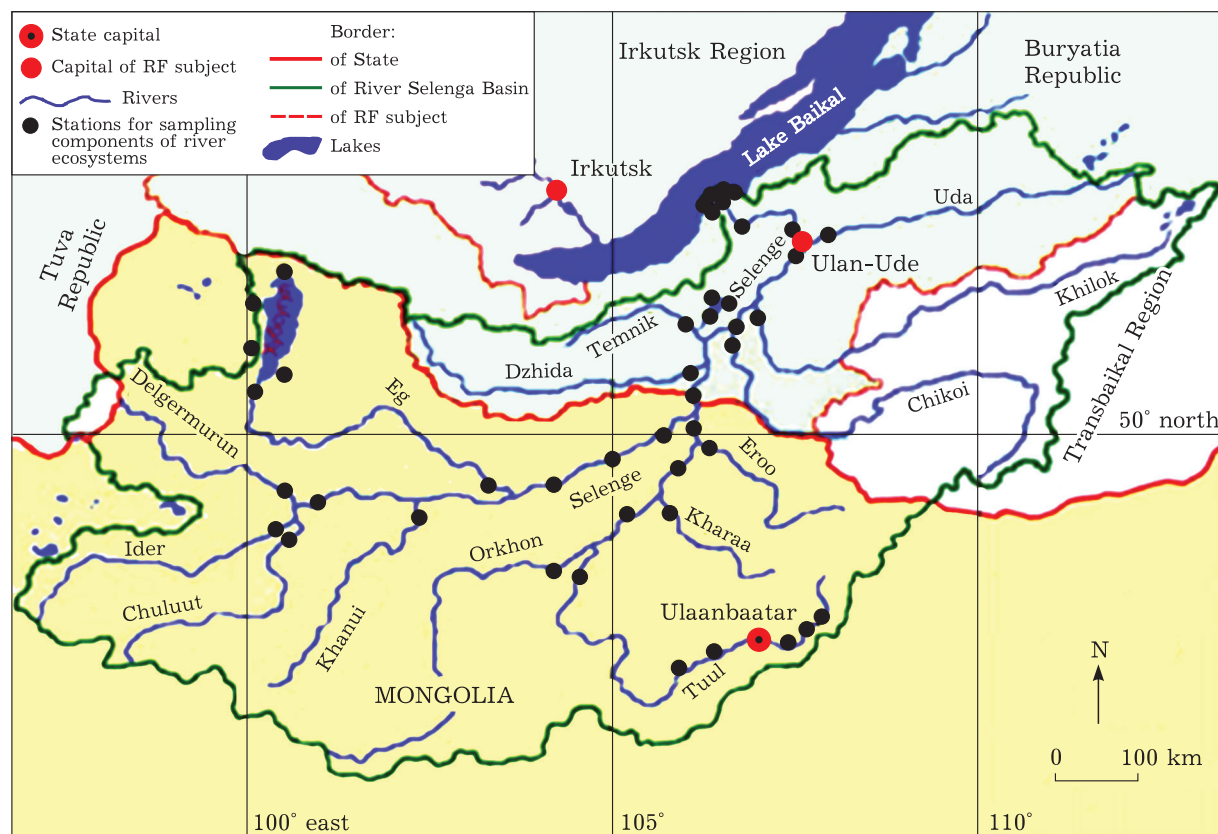 State capital
Capital of RF subject
Rivers
Stations for sampling
components of river
ecosystems
Border:
of State
of River Selenga Basin
of RF subject
Lakes
Irkutsk Region
Buryatia
Republic
Lake Baikal
Irkutsk
Uda
Tuva
Republic
Selenge
Ulan-Ude
Khilok
Temnik
Transbaikal Region
Dzhida
Delgermurun
Eg
Chikoi
50° north
Eroo
Selenge
Kharaa
Ider
Orkhon
Chuluut
Ulaanbaatar
Khanui
Tuul
N
MONGOLIA
0 100 km
100° east
105°
110°